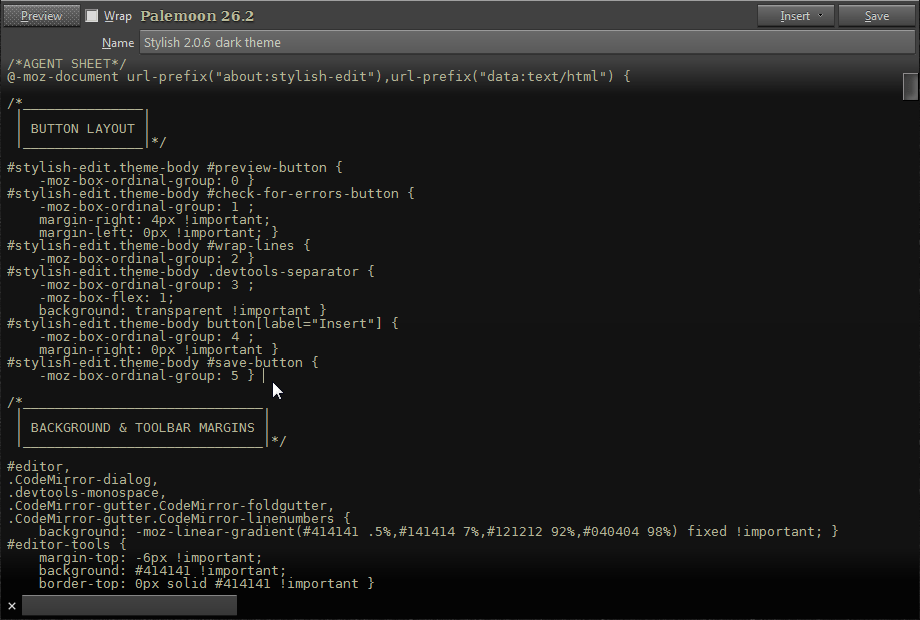 Preview Wrap Palemoon 26.2 Insert Save
Name Stylish 2.0.6 dark theme
/*AGENT SHEET*/
@-moz-document url-prefix("about:stylish-edit"),url-prefix("data:text/html") {
/*_______________
| BUTTON LAYOUT |
|_______________|*/
#stylish-edit.theme-body #preview-button {
    -moz-box-ordinal-group: 0 }
#stylish-edit.theme-body #check-for-errors-button {
    -moz-box-ordinal-group: 1 ;
    margin-right: 4px !important;
    margin-left: 0px !important; }
#stylish-edit.theme-body #wrap-lines {
    -moz-box-ordinal-group: 2 }
#stylish-edit.theme-body .devtools-separator {
    -moz-box-ordinal-group: 3 ;
    -moz-box-flex: 1;
    background: transparent !important }
#stylish-edit.theme-body button[label="Insert"] {
    -moz-box-ordinal-group: 4 ;
    margin-right: 0px !important }
#stylish-edit.theme-body #save-button {
    -moz-box-ordinal-group: 5 }
/*______________________________
| BACKGROUND & TOOLBAR MARGINS |
|______________________________|*/
#editor,
.CodeMirror-dialog,
.devtools-monospace,
.CodeMirror-gutter.CodeMirror-foldgutter,
.CodeMirror-gutter.CodeMirror-linenumbers {
    background: -moz-linear-gradient(#414141 .5%,#141414 7%,#121212 92%,#040404 98%) fixed !important; }
#editor-tools {
    margin-top: -6px !important;
    background: #414141 !important;
    border-top: 0px solid #414141 !important }
×